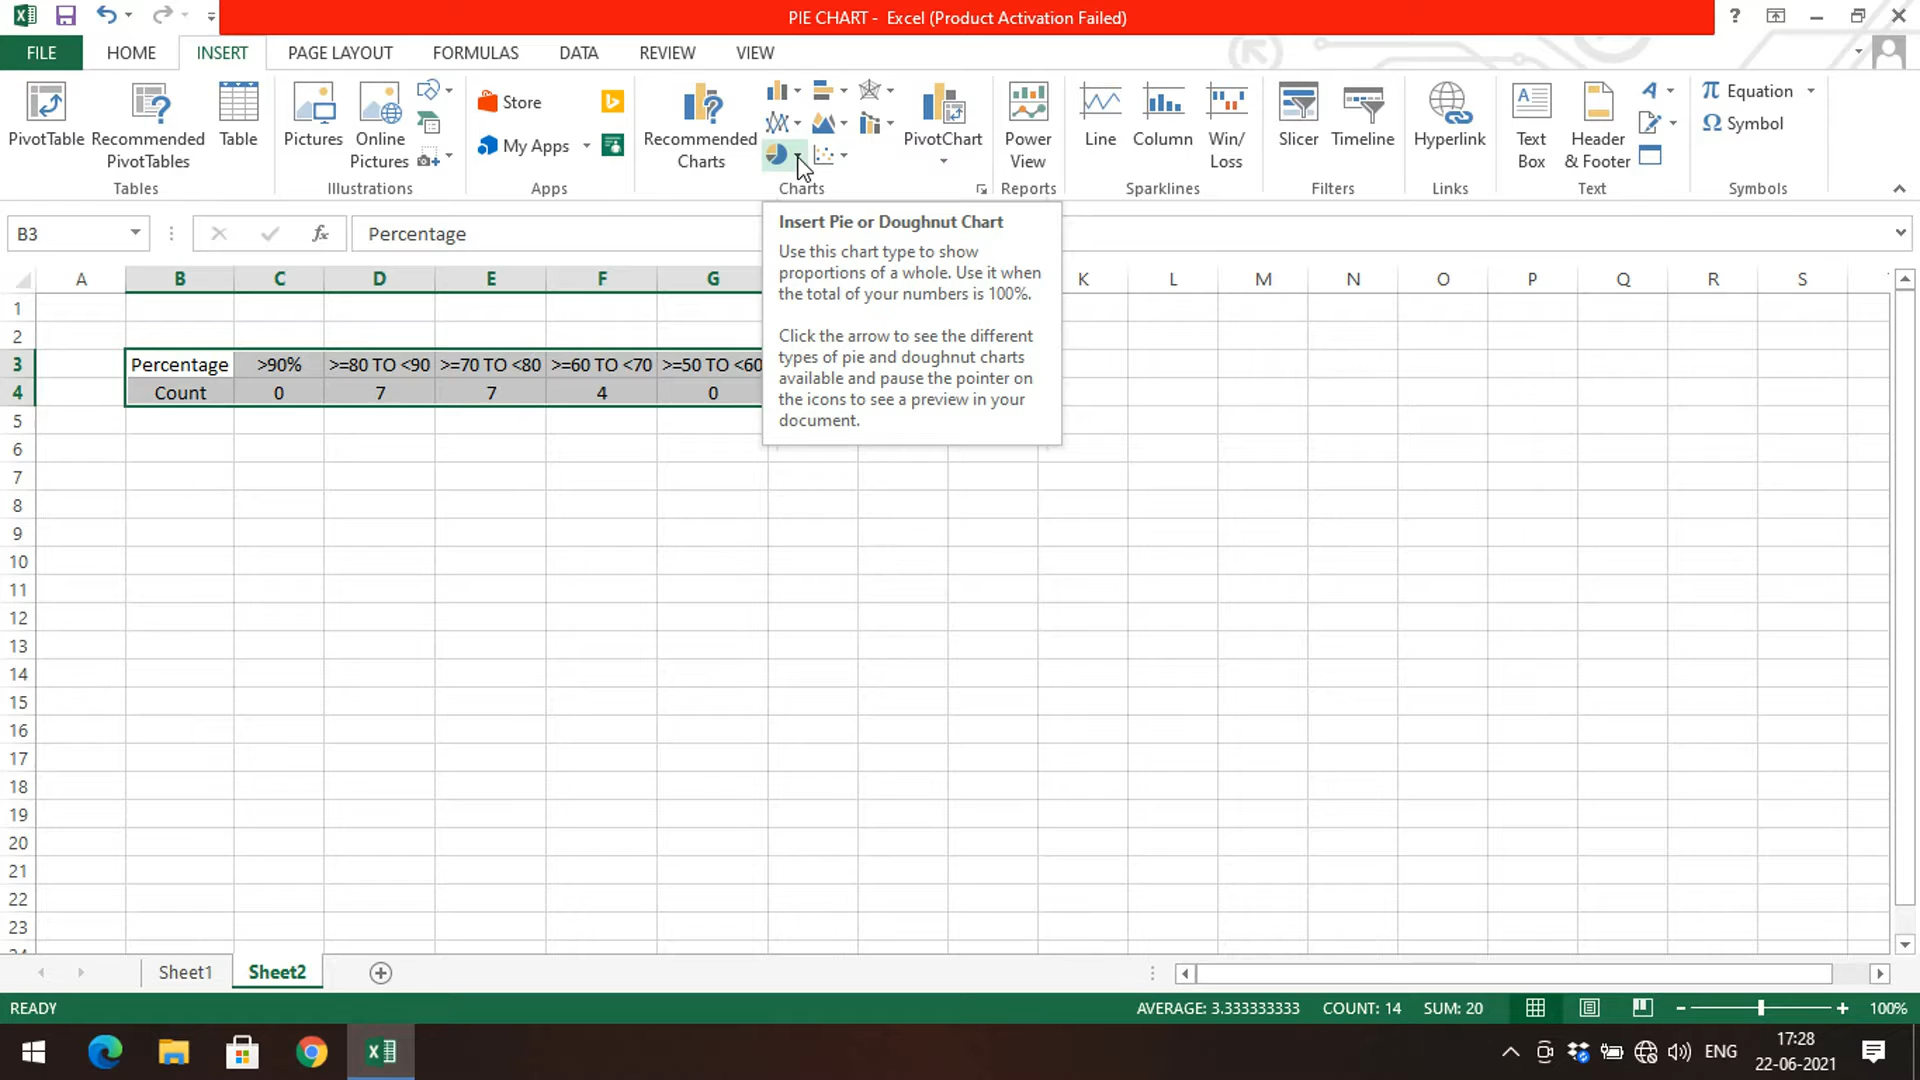 PIE CHART - Excel (Product Activation Failed)
?
FILE HOME INSERT PAGE LAYOUT FORMULAS DATA REVIEW VIEW
PivotTable
Recommended
PivotTables
Table
Tables
Pictures
Online
Pictures
Illustrations
Store
My Apps
Apps
Recommended
Charts
Charts
PivotChart
Power
View
Reports
Line
Column
Win/
Loss
Sparklines
Slicer
Timeline
Filters
Hyperlink
Links
Text
Box
Header
& Footer
Text
π Equation
Ω Symbol
Symbols
B3
fx
Percentage
Insert Pie or Doughnut Chart
Use this chart type to show
proportions of a whole. Use it when
the total of your numbers is 100%.
Click the arrow to see the different
types of pie and doughnut charts
available and pause the pointer on
the icons to see a preview in your
document.
A B C D E F G K L M N O P Q R S
1
2
3 Percentage >90% >=80 TO <90 >=70 TO <80 >=60 TO <70 >=50 TO <60
4 Count 0 7 7 4 0
5
6
7
8
9
10
11
12
13
14
15
16
17
18
19
20
21
22
23
Sheet1 Sheet2
READY AVERAGE: 3.333333333 COUNT: 14 SUM: 20 100%
ENG
17:28
22-06-2021